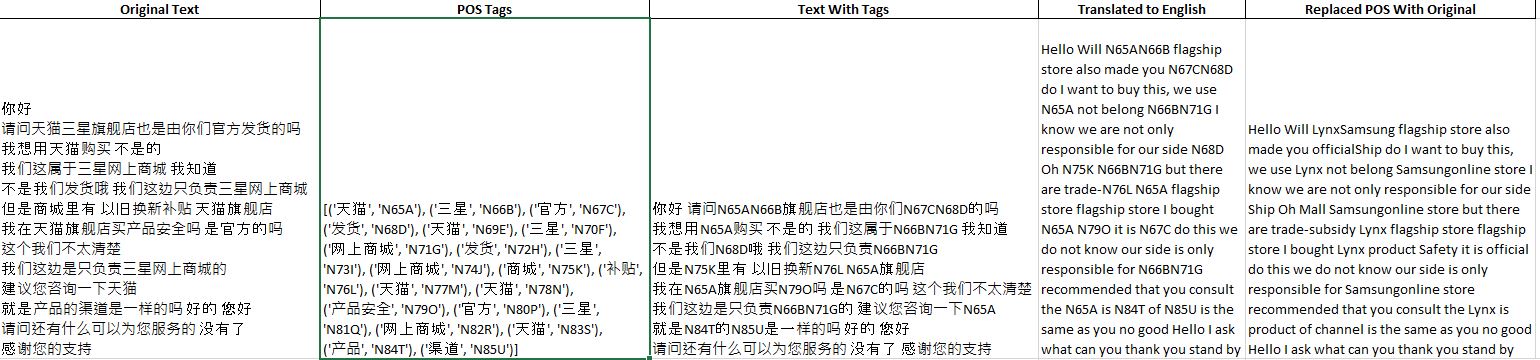 Original Text
POS Tags
Text With Tags
Translated to English
Replaced POS With Original
你好
请问天猫三星旗舰店也是由你们官方发货的吗
我想用天猫购买 不是的
我们这属于三星网上商城 我知道
不是我们发货哦 我们这边只负责三星网上商城
但是商城里有 以旧换新补贴 天猫旗舰店
我在天猫旗舰店买产品安全吗 是官方的吗
这个我们不太清楚
我们这边是只负责三星网上商城的
建议您咨询一下天猫
就是产品的渠道是一样的吗 好的 您好
请问还有什么可以为您服务的 没有了
感谢您的支持
[('天猫', 'N65A'), ('三星', 'N66B'), ('官方', 'N67C'),
('发货', 'N68D'), ('天猫', 'N69E'), ('三星', 'N70F'),
('网上商城', 'N71G'), ('发货', 'N72H'), ('三星',
'N73I'), ('网上商城', 'N74J'), ('商城', 'N75K'), ('补贴',
'N76L'), ('天猫', 'N77M'), ('天猫', 'N78N'),
('产品安全', 'N79O'), ('官方', 'N80P'), ('三星',
'N81Q'), ('网上商城', 'N82R'), ('天猫', 'N83S'),
('产品', 'N84T'), ('渠道', 'N85U')]
你好 请问N65AN66B旗舰店也是由你们N67CN68D的吗
我想用N65A购买 不是的 我们这属于N66BN71G 我知道
不是我们N68D哦 我们这边只负责N66BN71G
但是N75K里有 以旧换新N76L N65A旗舰店
我在N65A旗舰店买N79O吗 是N67C的吗 这个我们不太清楚
我们这边是只负责N66BN71G的 建议您咨询一下N65A
就是N84T的N85U是一样的吗 好的 您好
请问还有什么可以为您服务的 没有了 感谢您的支持
Hello Will N65AN66B flagship
store also made you N67CN68D
do I want to buy this, we use
N65A not belong N66BN71G I
know we are not only
responsible for our side N68D
Oh N75K N66BN71G but there
are trade-N76L N65A flagship
store flagship store I bought
N65A N79O it is N67C do this we
do not know our side is only
responsible for N66BN71G
recommended that you consult
the N65A is N84T of N85U is the
same as you no good Hello I ask
what can you thank you stand by
Hello Will LynxSamsung flagship store also
made you officialShip do I want to buy this,
we use Lynx not belong Samsungonline store I
know we are not only responsible for our side
Ship Oh Mall Samsungonline store but there
are trade-subsidy Lynx flagship store flagship
store I bought Lynx product Safety it is official
do this we do not know our side is only
responsible for Samsungonline store
recommended that you consult the Lynx is
product of channel is the same as you no good
Hello I ask what can you thank you stand by